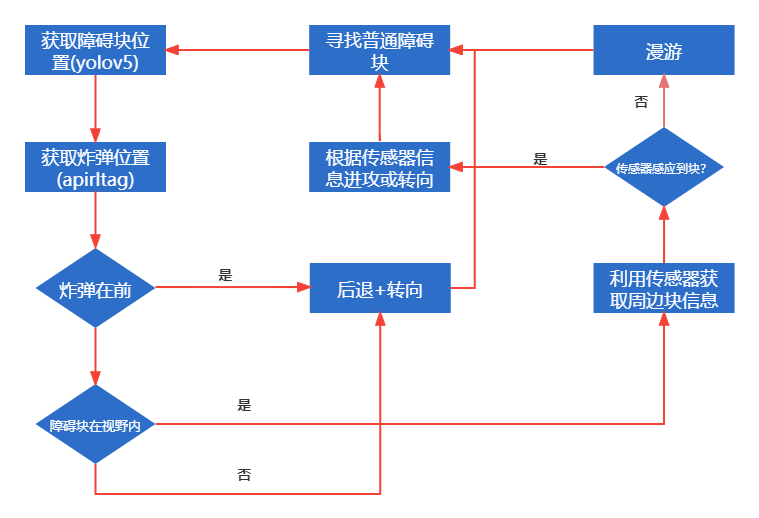 获取障碍块位
置(yolov5)
寻找普通障碍
块
漫游
否
获取炸弹位置
(apirltag)
根据传感器信
息进攻或转向
是
传感器感应到块?
炸弹在前
是
后退+转向
利用传感器获
取周边块信息
障碍块在视野内
是
否